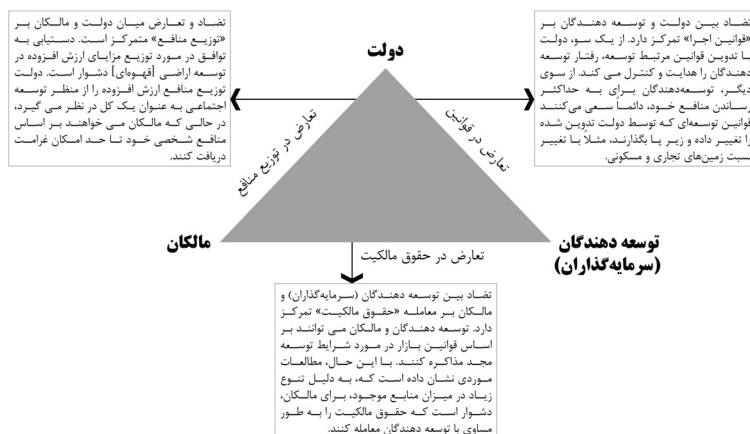 تضاد و تعارض میان دولت و مالکان بر
«توزیع منافع» متمرکز است. دستیابی به
توافق در مورد توزیع مزایای ارزش افزوده در
توسعه اراضی [قهوه‌ای] دشوار است. دولت
توزیع منافع ارزش افزوده را از منظر توسعه
اجتماعی به عنوان یک کل در نظر می گیرد،
در حالی که مالکان می خواهند بر اساس
منافع شخصی خود تا حد امکان غرامت
دریافت کنند.
دولت
تضاد بین دولت و توسعه دهندگان بر
«قوانین اجرا» تمرکز دارد. از یک سو، دولت
با تدوین قوانین مرتبط توسعه، رفتار توسعه
دهندگان را هدایت و کنترل می کند. از سوی
دیگر، توسعه‌دهندگان برای به حداکثر
رساندن منافع خود، دائماً سعی می‌کنند
قوانین توسعه‌ای که توسط دولت تدوین شده
را تغییر داده و زیر پا بگذارند، مثلاً با تغییر
نسبت زمین‌های تجاری و مسکونی.
تعارض در توزیع منافع
تعارض در قوانین
مالکان
توسعه دهندگان
(سرمایه‌گذاران)
تعارض در حقوق مالکیت
تضاد بین توسعه دهندگان (سرمایه‌گذاران) و
مالکان بر معامله «حقوق مالکیت» تمرکز
دارد. توسعه دهندگان و مالکان می توانند بر
اساس قوانین بازار در مورد شرایط توسعه
مجدد مذاکره کنند. با این حال، مطالعات
موردی نشان داده است که، به دلیل تنوع
زیاد در میزان منابع موجود، برای مالکان،
دشوار است که حقوق مالکیت را به طور
مساوی با توسعه دهندگان معامله کنند.